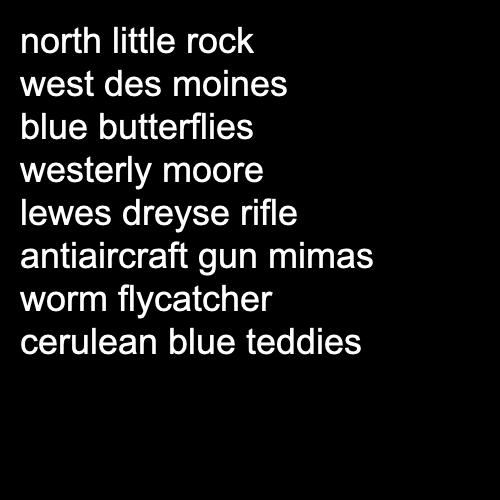 north little rock
west des moines
blue butterflies
westerly moore
lewes dreyse rifle
antiaircraft gun mimas
worm flycatcher
cerulean blue teddies